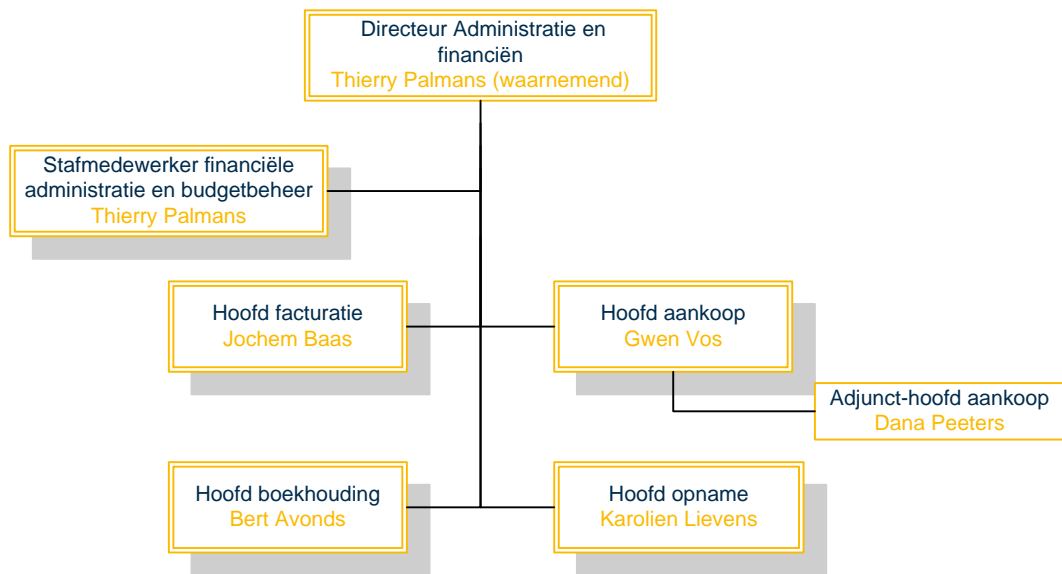 Directeur Administratie en
financiën
Thierry Palmans (waarnemend)
Stafmedewerker financiële
administratie en budgetbeheer
Thierry Palmans
Hoofd facturatie
Jochem Baas
Hoofd aankoop
Gwen Vos
Adjunct-hoofd aankoop
Dana Peeters
Hoofd boekhouding
Bert Avonds
Hoofd opname
Karolien Lievens